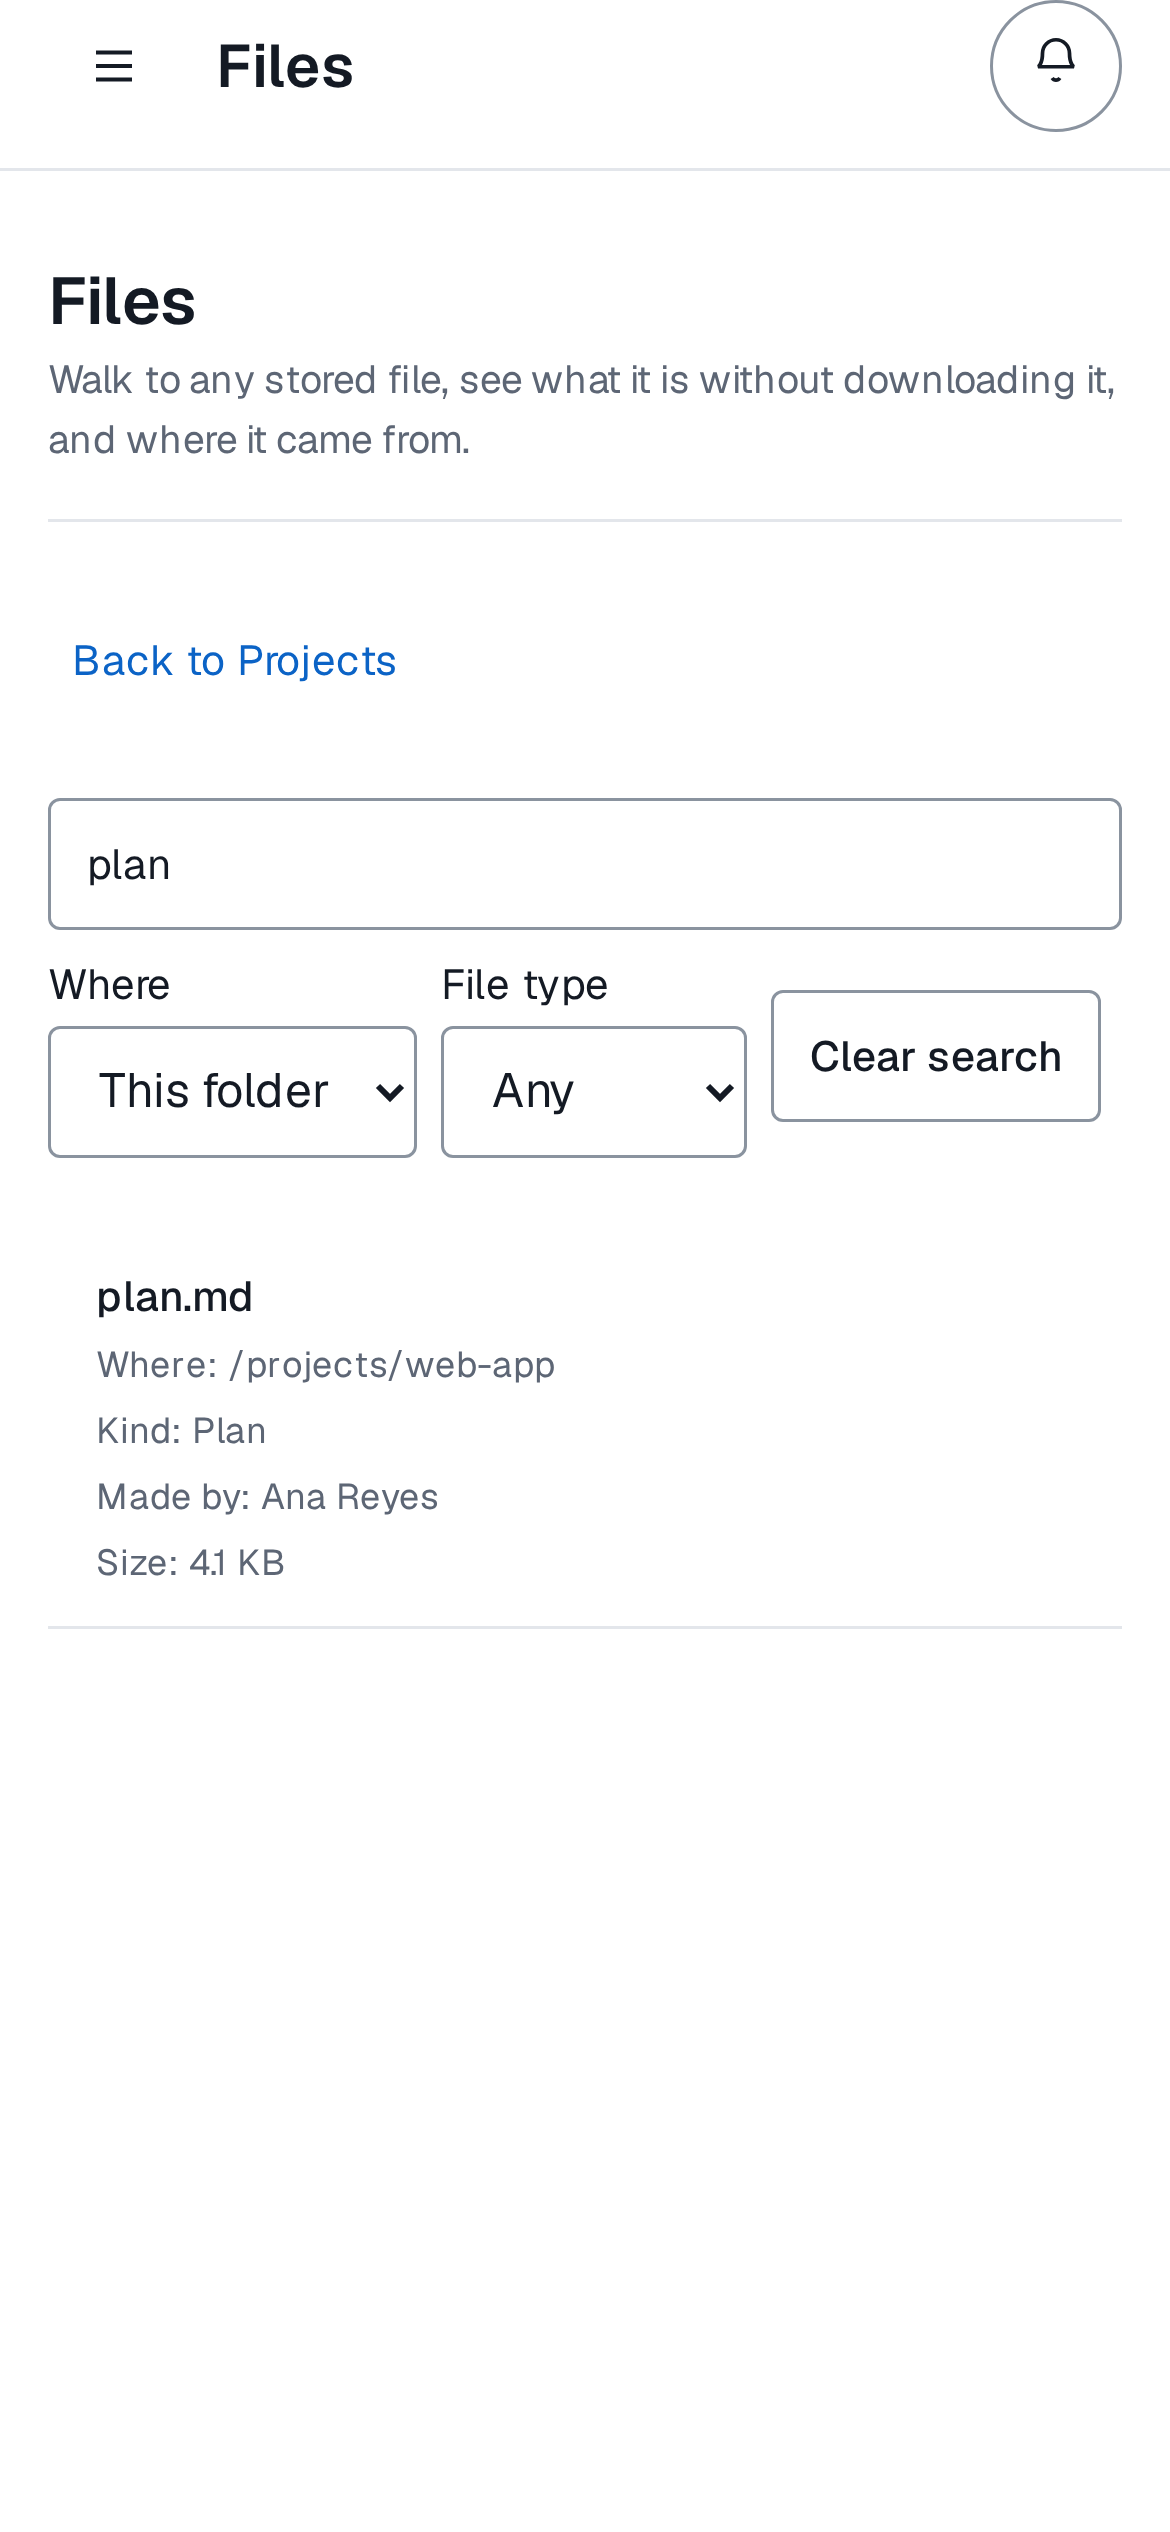 Files
Files
Walk to any stored file, see what it is without downloading it,
and where it came from.
Back to Projects
plan
Where
File type
This folder
Any
Clear search
plan.md
Where: /projects/web-app
Kind: Plan
Made by: Ana Reyes
Size: 4.1 KB